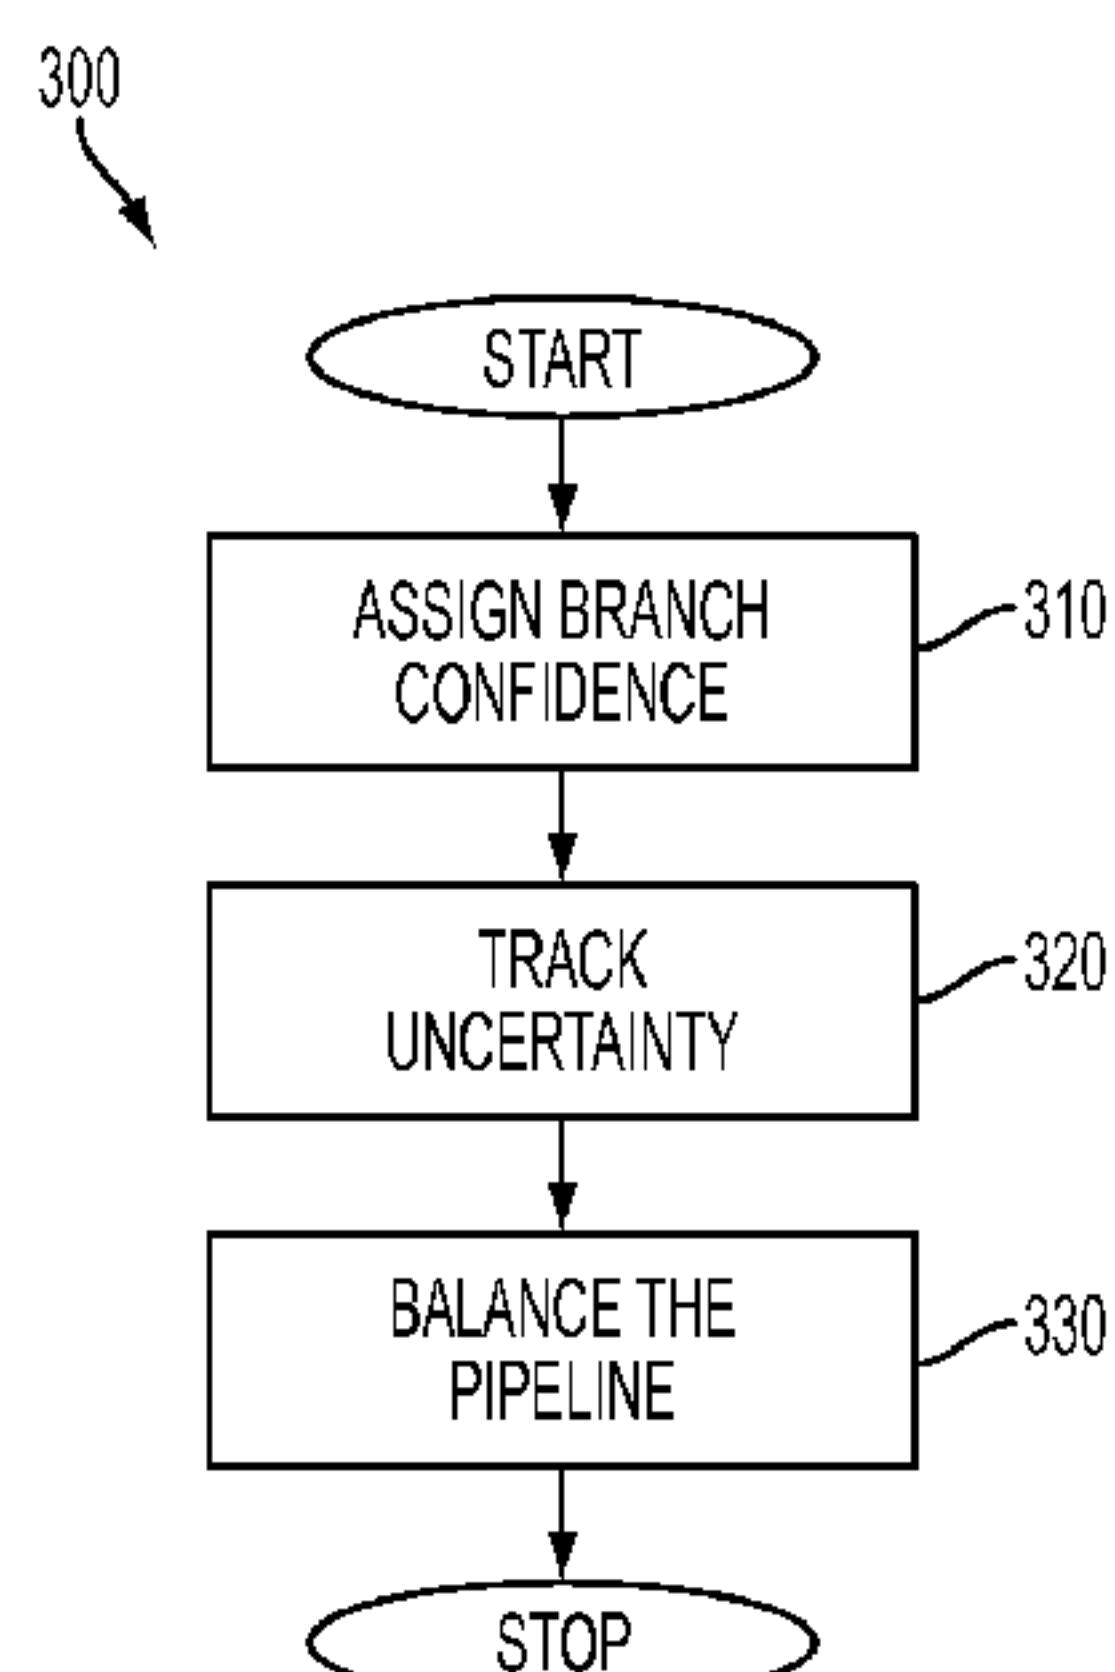 300
START
ASSIGN BRANCH
CONFIDENCE
310
TRACK
UNCERTAINTY
320
BALANCE THE
PIPELINE
330
STOP